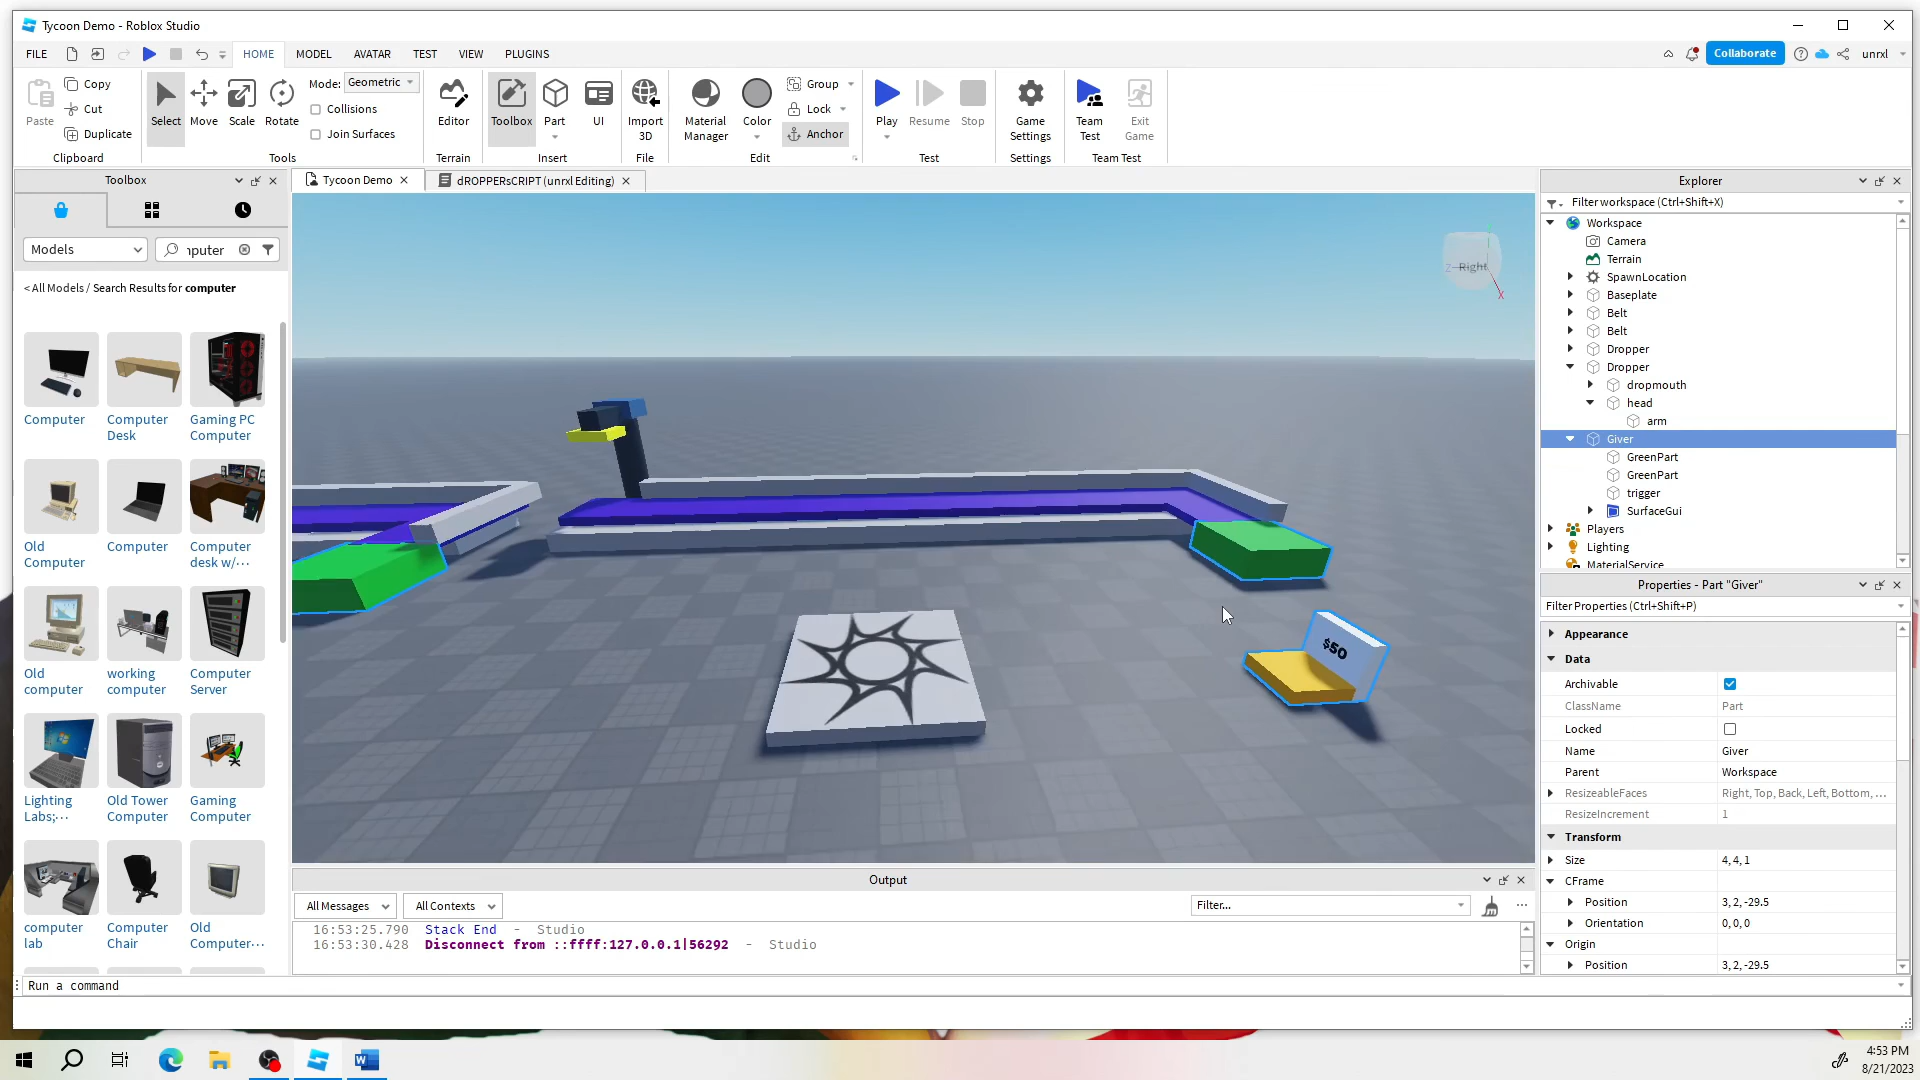 Tycoon Demo - Roblox Studio
FILE HOME MODEL AVATAR TEST VIEW PLUGINS Collaborate unrxl
Paste Copy Cut Duplicate
Clipboard
Select Move Scale Rotate
Mode: Geometric
Collisions
Join Surfaces
Tools
Editor
Terrain
Toolbox Part UI
Insert
Import 3D
File
Material Manager Color
Group
Lock
Anchor
Edit
Play Resume Stop
Test
Game Settings
Settings
Team Test
Exit Game
Team Test
Toolbox
Tycoon Demo
dROPPERsCRIPT (unrxl Editing)
Models
nputer
< All Models / Search Results for computer
Computer
Computer Desk
Gaming PC Computer
Old Computer
Computer
Computer desk w/···
Old computer
working computer
Computer Server
Lighting Labs;···
Old Tower Computer
Gaming Computer
computer lab
Computer Chair
Old Computer···
Z Right
X
$50
Output
All Messages
All Contexts
Filter...
16:53:25.790 Stack End - Studio
16:53:30.428 Disconnect from ::ffff:127.0.0.1|56292 - Studio
Run a command
Explorer
Filter workspace (Ctrl+Shift+X)
Workspace
Camera
Terrain
SpawnLocation
Baseplate
Belt
Belt
Dropper
Dropper
dropmouth
head
arm
Giver
GreenPart
GreenPart
trigger
SurfaceGui
Players
Lighting
MaterialService
Properties - Part "Giver"
Filter Properties (Ctrl+Shift+P)
Appearance
Data
Archivable
ClassName Part
Locked
Name Giver
Parent Workspace
ResizeableFaces Right, Top, Back, Left, Bottom, ...
ResizeIncrement 1
Transform
Size 4, 4, 1
CFrame
Position 3, 2, -29.5
Orientation 0, 0, 0
Origin
Position 3, 2, -29.5
4:53 PM
8/21/2023